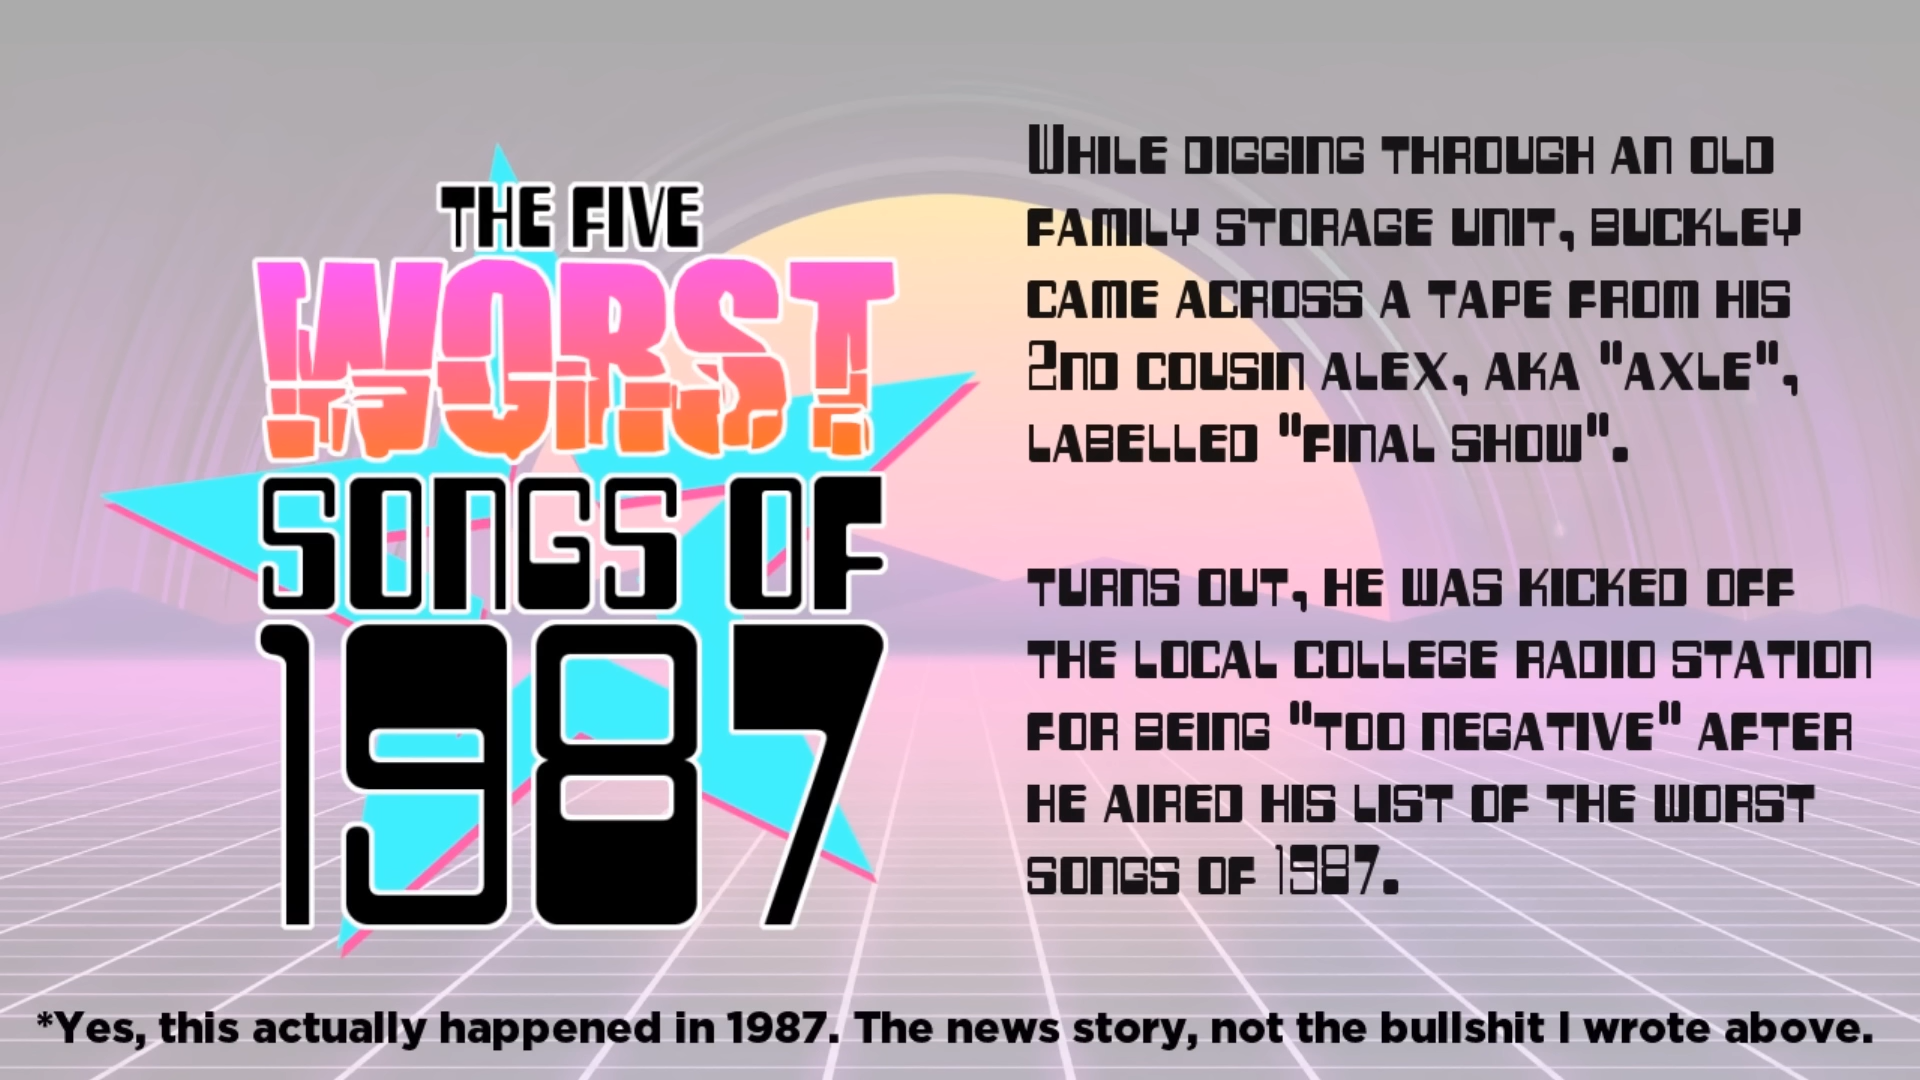 THE FIVE
WORST
SONGS OF
1987
WHILE DIGGING THROUGH AN OLD
FAMILY STORAGE UNIT, BUCKLEY
CAME ACROSS A TAPE FROM HIS
2ND COUSIN ALEX, AKA "AXLE",
LABELLED "FINAL SHOW".
TURNS OUT, HE WAS KICKED OFF
THE LOCAL COLLEGE RADIO STATION
FOR BEING "TOO NEGATIVE" AFTER
HE AIRED HIS LIST OF THE WORST
SONGS OF 1987.
*Yes, this actually happened in 1987. The news story, not the bullshit I wrote above.